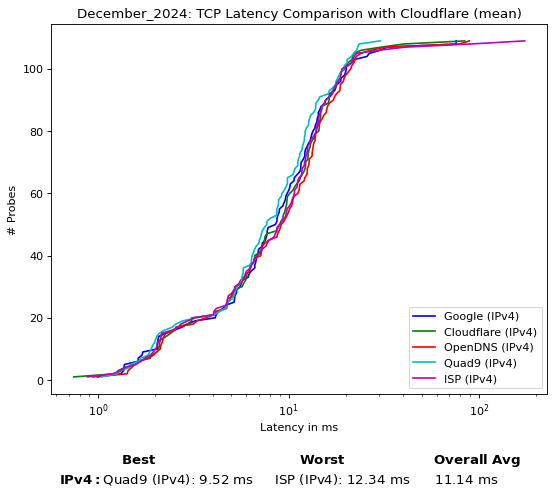 December_2024: TCP Latency Comparison with Cloudflare (mean)
# Probes
100
80
60
40
20
0
Google (IPv4)
Cloudflare (IPv4)
OpenDNS (IPv4)
Quad9 (IPv4)
ISP (IPv4)
10⁰ 10¹ 10²
Latency in ms
Best Worst Overall Avg
IPv4: Quad9 (IPv4): 9.52 ms ISP (IPv4): 12.34 ms 11.14 ms